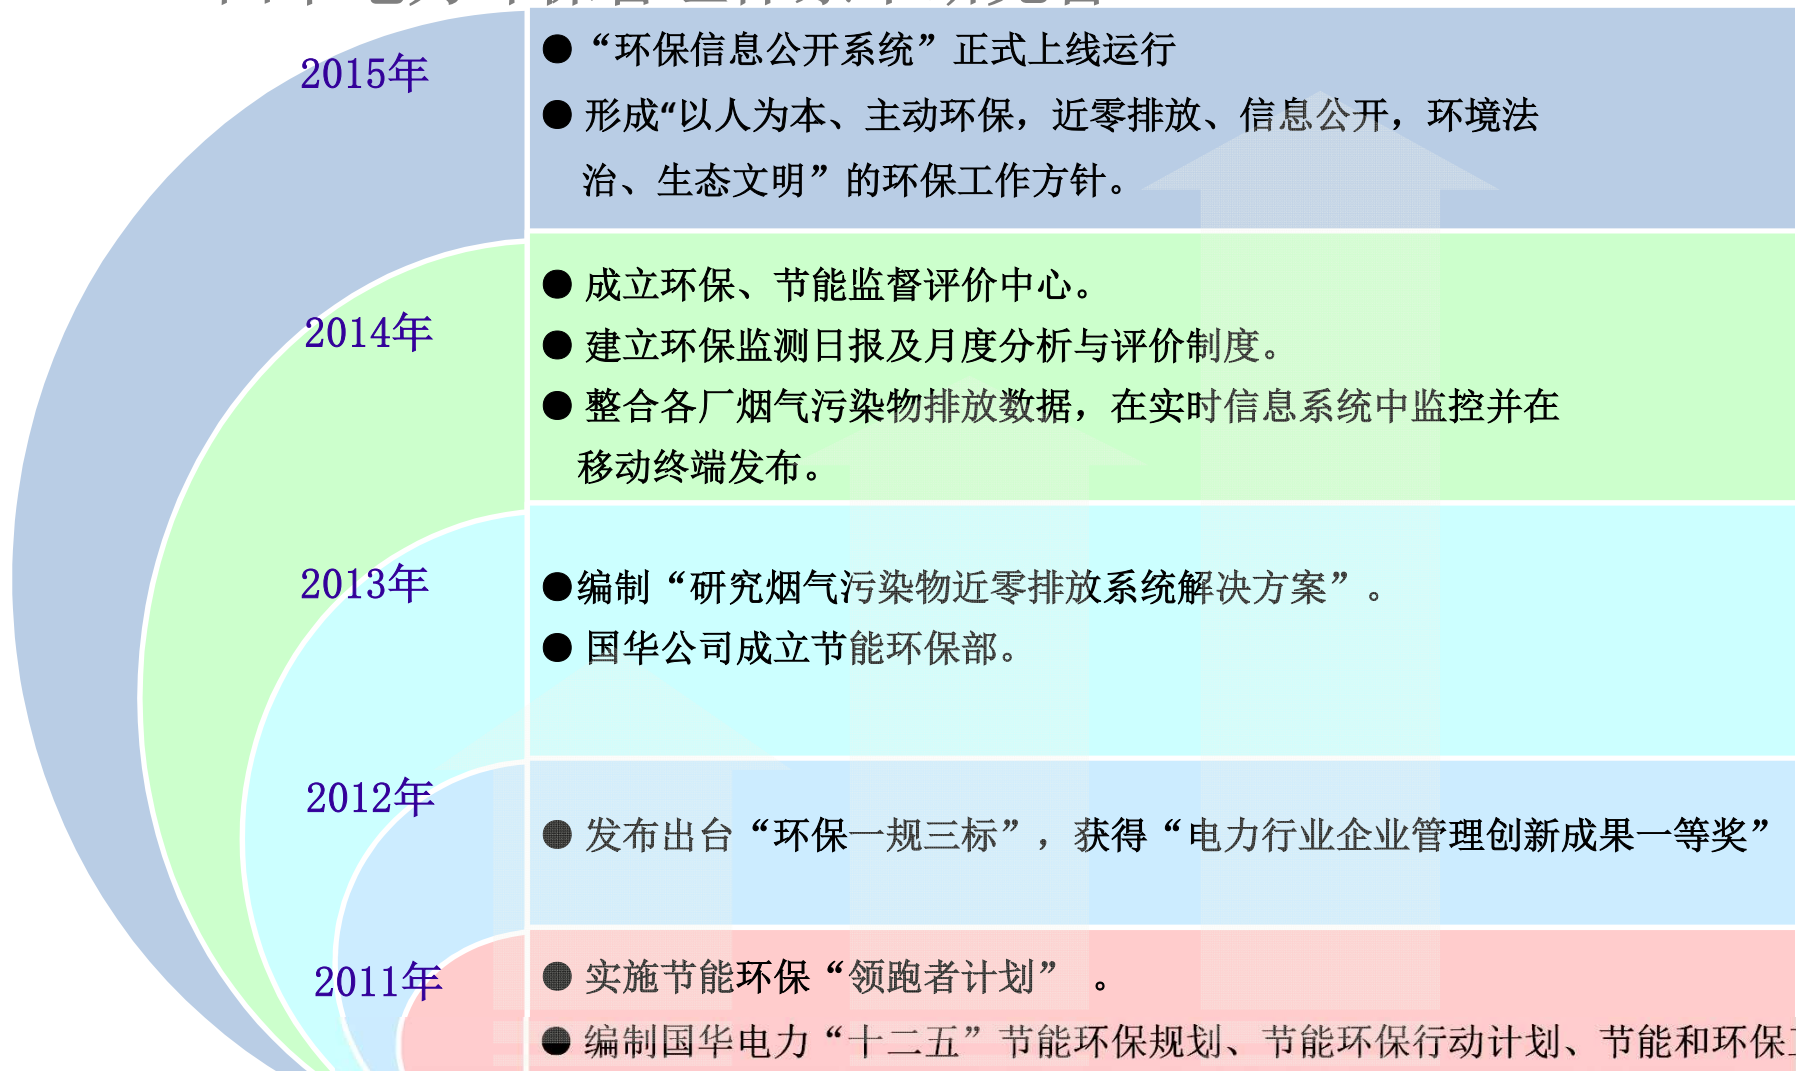 2015年
●“环保信息公开系统”正式上线运行
● 形成“以人为本、主动环保，近零排放、信息公开，环境法
治、生态文明”的环保工作方针。
2014年
● 成立环保、节能监督评价中心。
● 建立环保监测日报及月度分析与评价制度。
● 整合各厂烟气污染物排放数据，在实时信息系统中监控并在
移动终端发布。
2013年
●编制“研究烟气污染物近零排放系统解决方案”。
● 国华公司成立节能环保部。
2012年
● 发布出台“环保一规三标”，获得“电力行业企业管理创新成果一等奖”
2011年
● 实施节能环保“领跑者计划” 。
● 编制国华电力“十二五”节能环保规划、节能环保行动计划、节能和环保